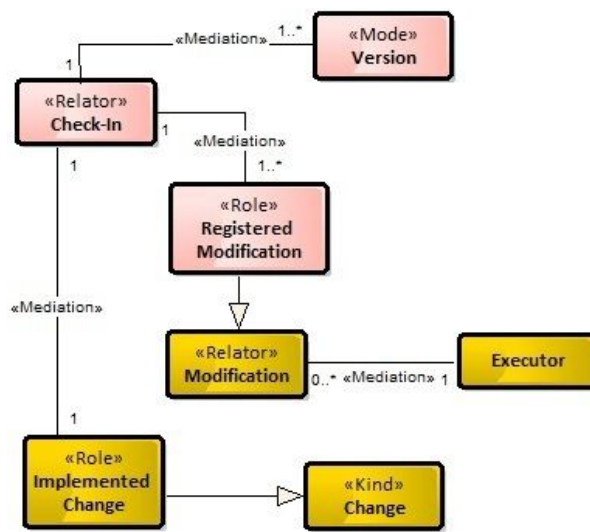 1..*
«Mode»
Version
«Mediation»
1
«Relator»
Check-In
1
1
«Mediation»
1..*
«Role»
Registered
Modification
«Mediation»
«Relator»
Modification
0..*
«Mediation»
1
Executor
1
«Role»
Implemented
Change
«Kind»
Change